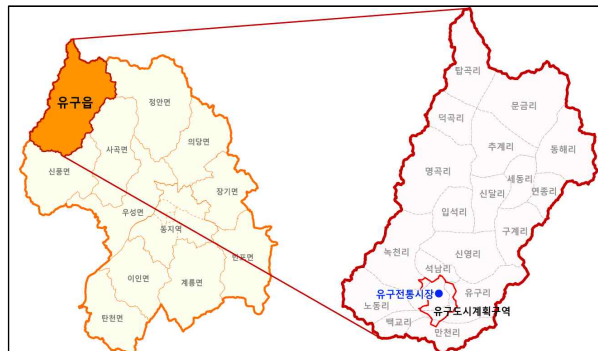 유구읍
정안면
의당면
사곡면
신풍면
장기면
우성면
동지역
반포면
이인면
계룡면
탄천면
탑곡리
문금리
덕곡리
추계리
동해리
세동리
명곡리
신달리
면종리
입석리
구계리
녹천리
신영리
석남리
유구전통시장
유구리
노동리
유구도시계획구역
백교리
만천리